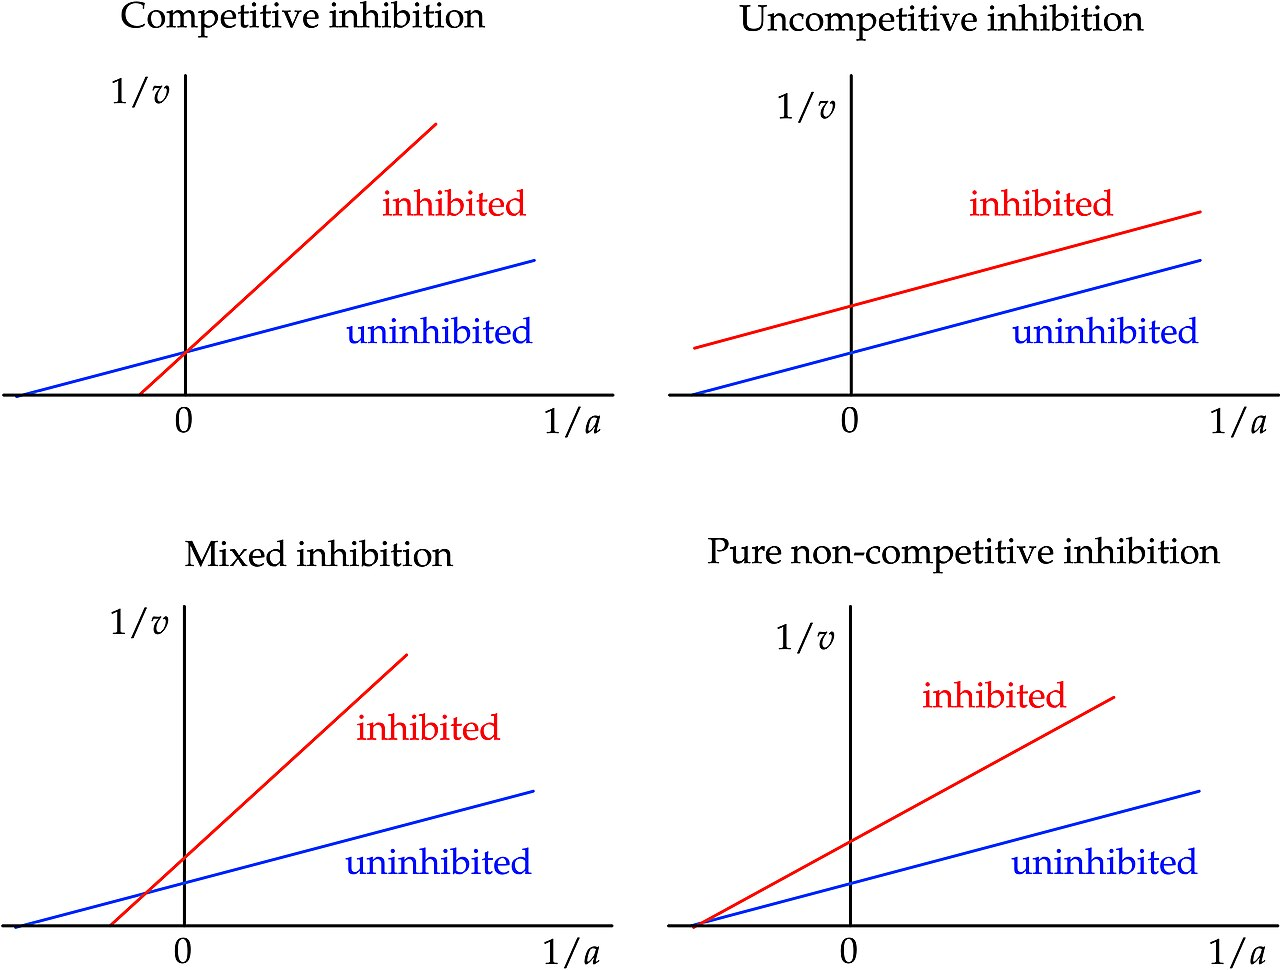 Competitive inhibition
1/v
inhibited
uninhibited
0
1/a
Uncompetitive inhibition
1/v
inhibited
uninhibited
0
1/a
Mixed inhibition
1/v
inhibited
uninhibited
0
1/a
Pure non-competitive inhibition
1/v
inhibited
uninhibited
0
1/a